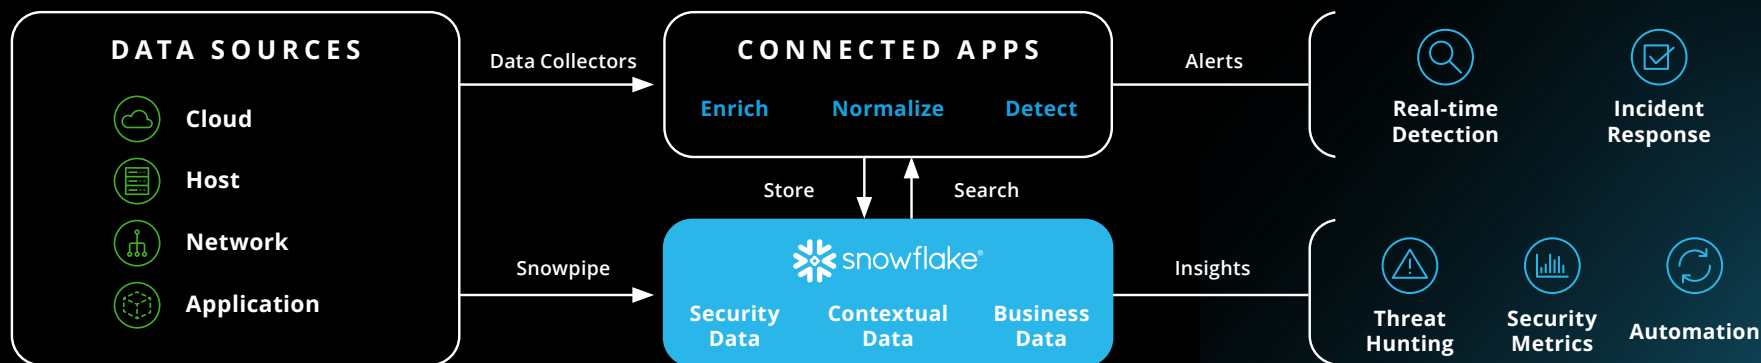 DATA SOURCES
Cloud
Host
Network
Application
Data Collectors
Snowpipe
CONNECTED APPS
Enrich Normalize Detect
Store Search
snowflake®
Security Contextual Business
Data Data Data
Alerts
Insights
Real-time Incident
Detection Response
Threat Security
Hunting Metrics
Automation